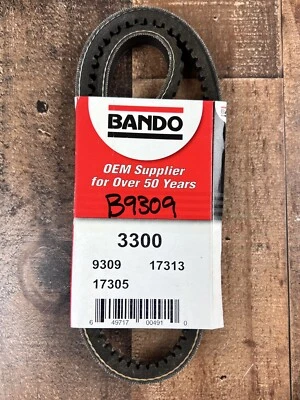 BANDO
OEM Supplier
for Over 50 Years
B9309
3300
9309 17313
17305
6 49717 00491 0